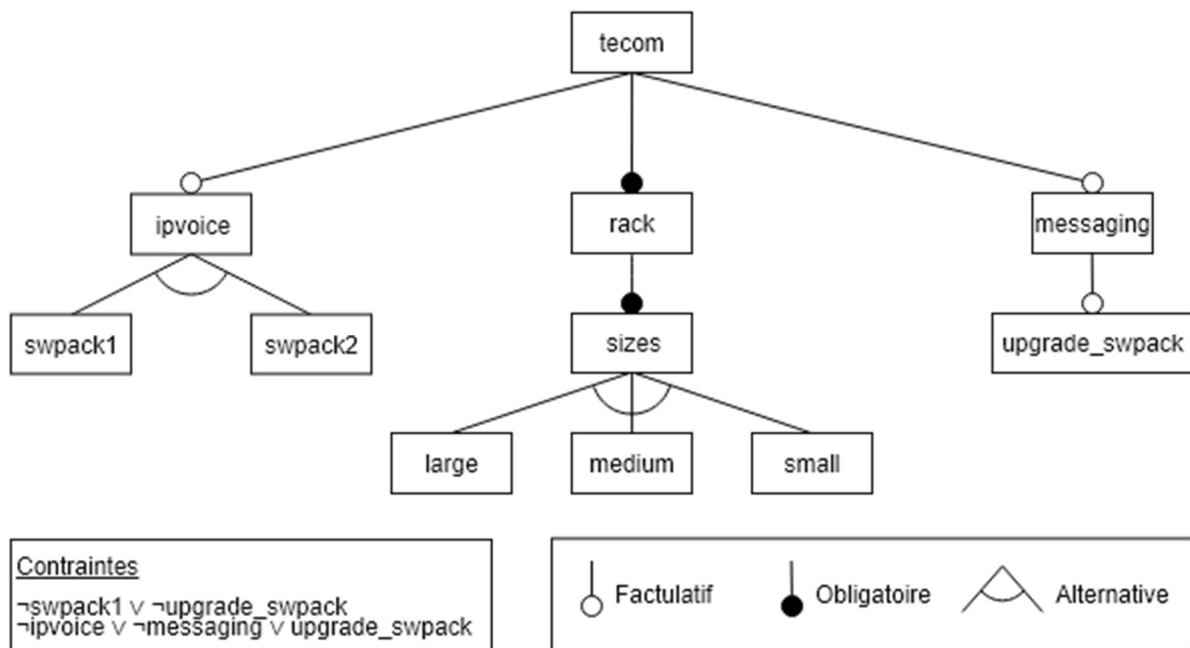 tecom
ipvoice
rack
messaging
swpack1
swpack2
sizes
upgrade_swpack
large
medium
small
Contraintes
¬swpack1 ∨ ¬upgrade_swpack
¬ipvoice ∨ ¬messaging ∨ upgrade_swpack
Factulatif
Obligatoire
Alternative